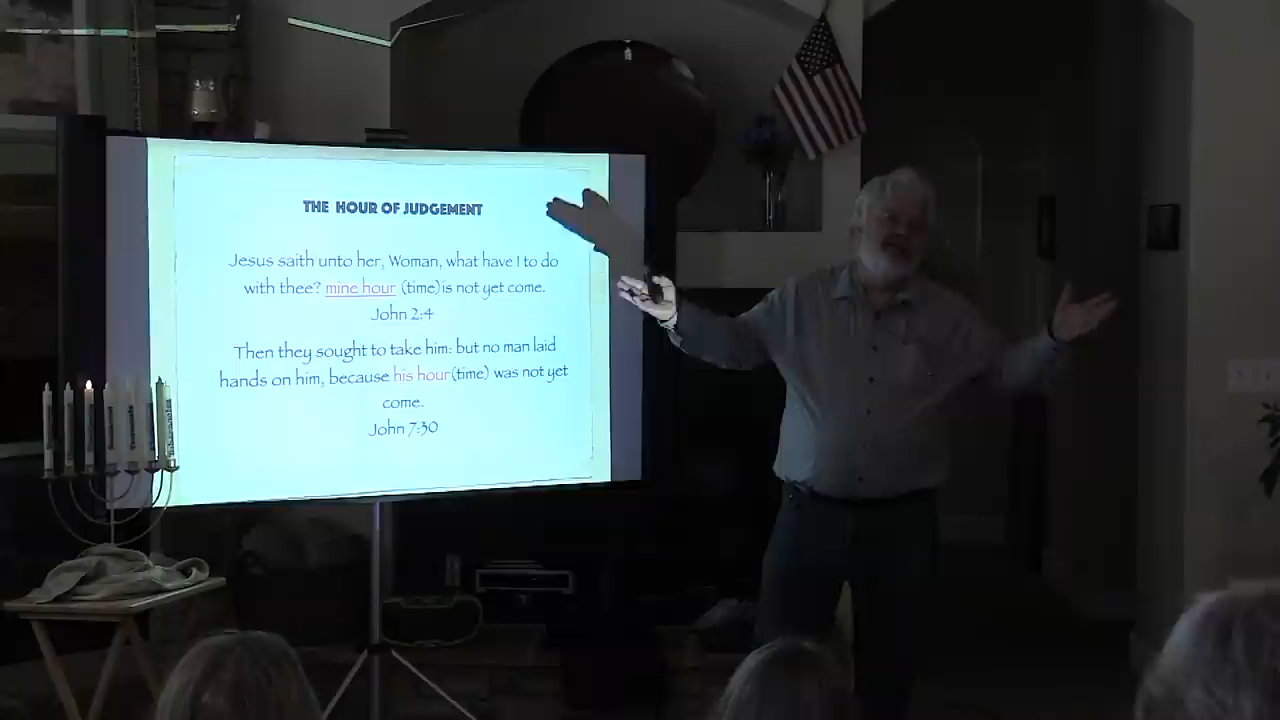 THE HOUR OF JUDGEMENT
Jesus saith unto her, Woman, what have I to do
with thee? mine hour (time)is not yet come.
John 2:4
Then they sought to take him: but no man laid
hands on him, because his hour(time) was not yet
come.
John 7:30